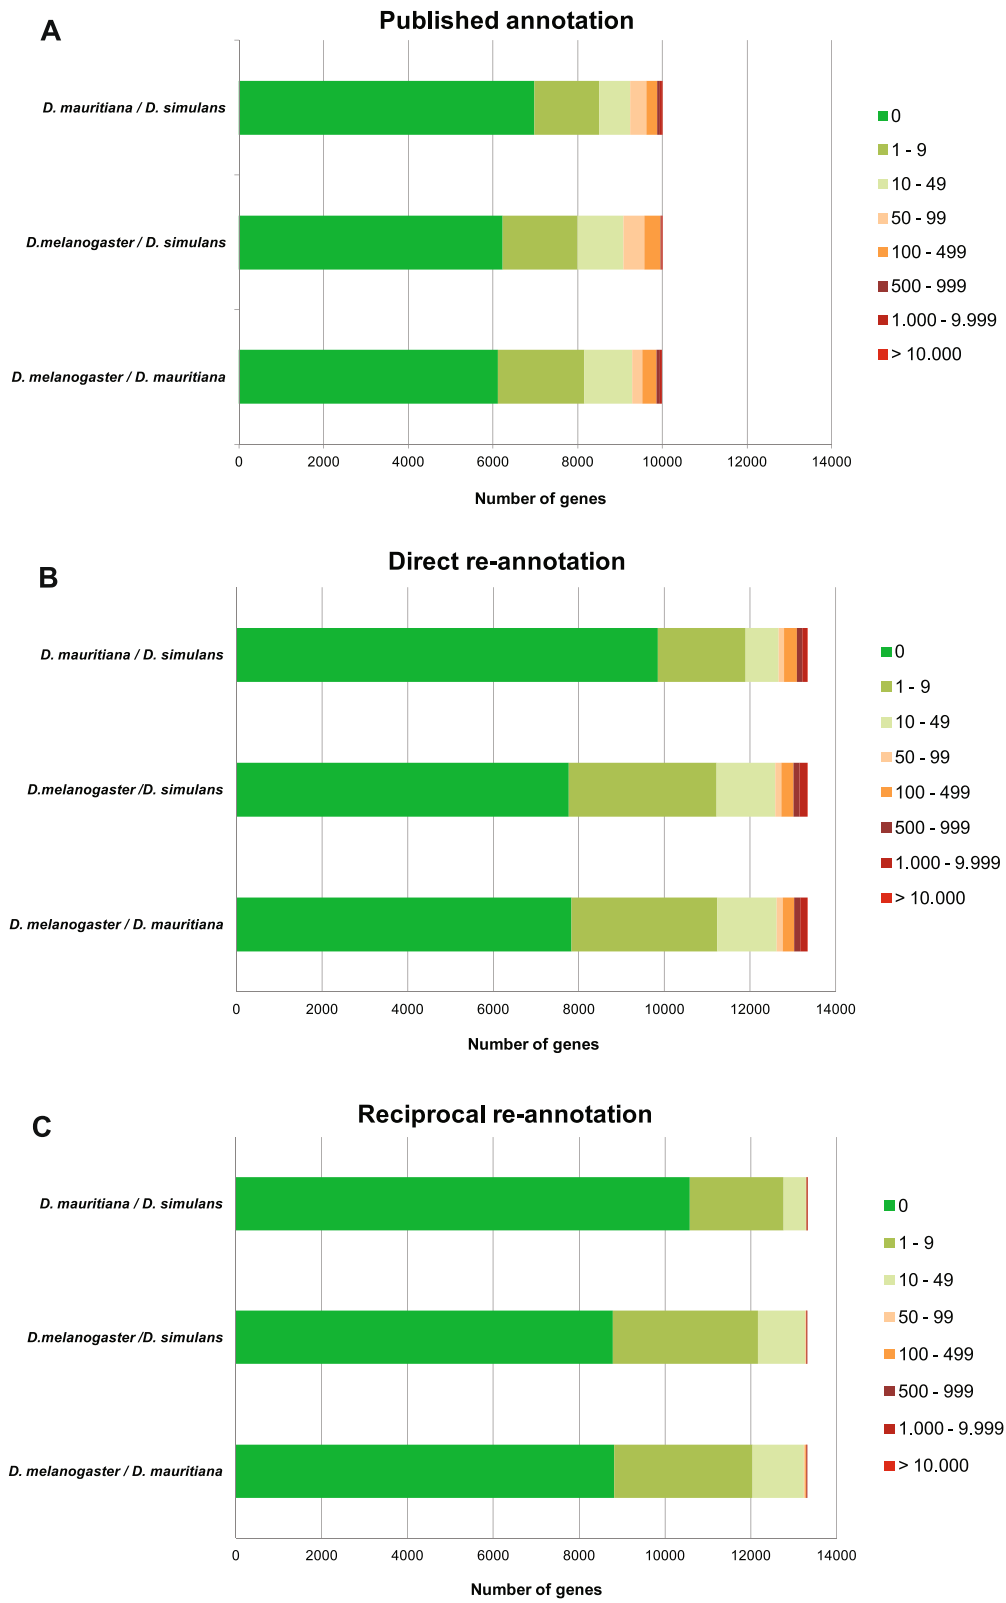 A
Published annotation
D. mauritiana / D. simulans
D.melanogaster / D. simulans
D. melanogaster / D. mauritiana
0 2000 4000 6000 8000 10000 12000 14000
Number of genes
0
1 - 9
10 - 49
50 - 99
100 - 499
500 - 999
1.000 - 9.999
> 10.000
B
Direct re-annotation
D. mauritiana / D. simulans
D.melanogaster /D. simulans
D. melanogaster / D. mauritiana
0 2000 4000 6000 8000 10000 12000 14000
Number of genes
0
1 - 9
10 - 49
50 - 99
100 - 499
500 - 999
1.000 - 9.999
> 10.000
C
Reciprocal re-annotation
D. mauritiana / D. simulans
D.melanogaster /D. simulans
D. melanogaster / D. mauritiana
0 2000 4000 6000 8000 10000 12000 14000
Number of genes
0
1 - 9
10 - 49
50 - 99
100 - 499
500 - 999
1.000 - 9.999
> 10.000